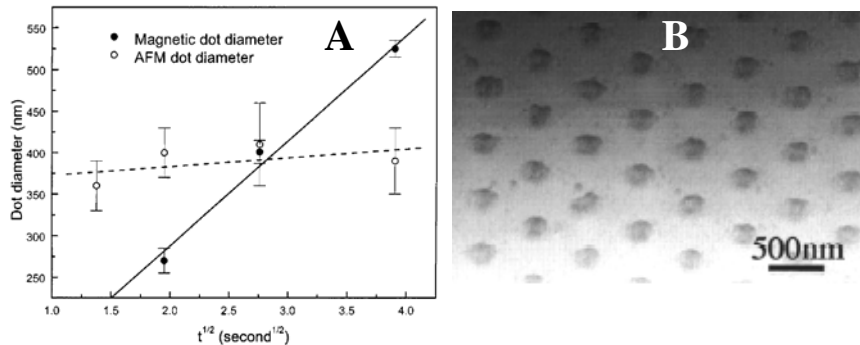 A
Magnetic dot diameter
AFM dot diameter
Dot diameter (nm)
550
525
500
450
400
350
300
250
1.0
1.5
2.0
2.5
3.0
3.5
4.0
t^1/2 (second^1/2)
B
500nm